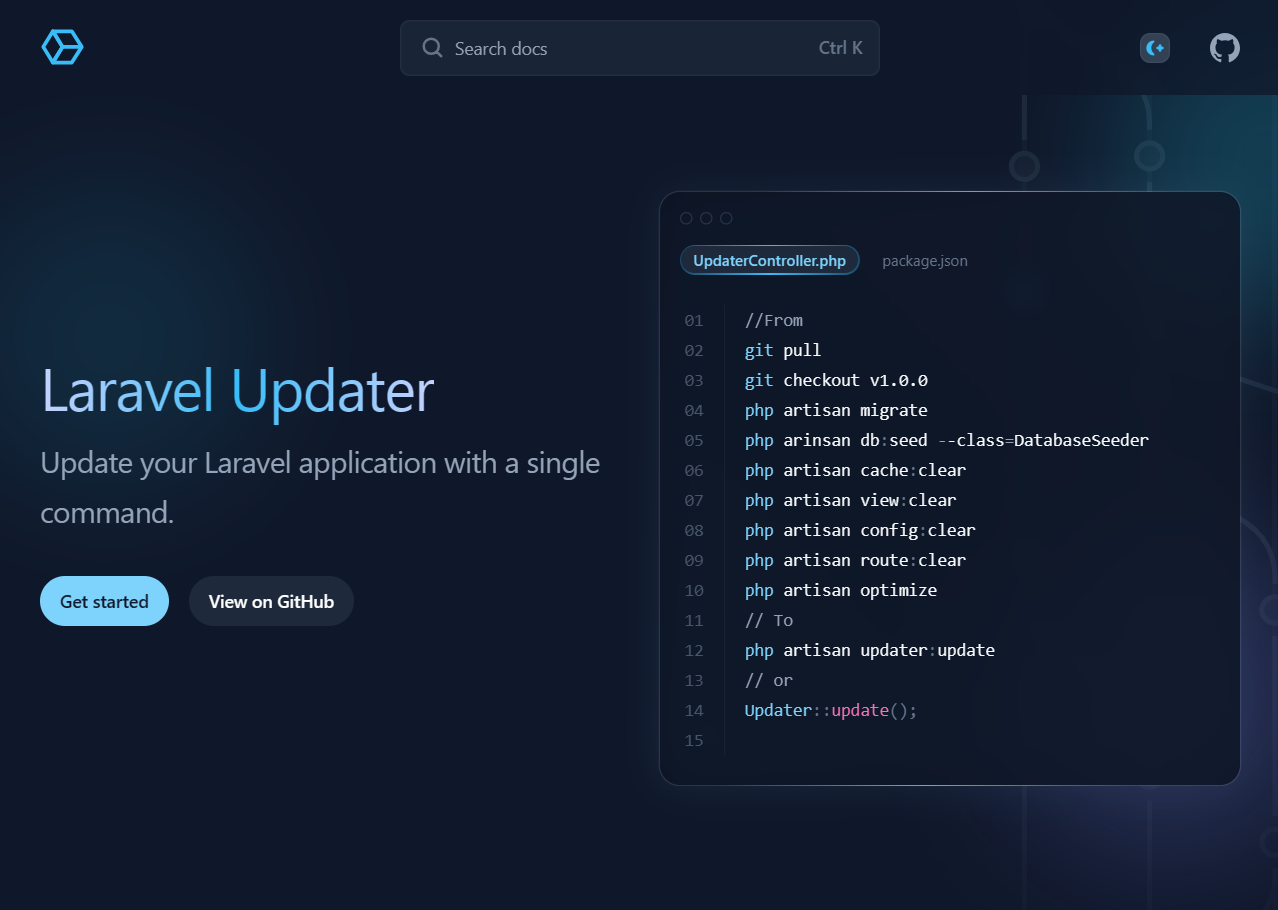 Search docs Ctrl K
UpdaterController.php package.json
01 //From
02 git pull
03 git checkout v1.0.0
04 php artisan migrate
05 php arinsan db:seed --class=DatabaseSeeder
06 php artisan cache:clear
07 php artisan view:clear
08 php artisan config:clear
09 php artisan route:clear
10 php artisan optimize
11 // To
12 php artisan updater:update
13 // or
14 Updater::update();
15
Laravel Updater
Update your Laravel application with a single
command.
Get started View on GitHub